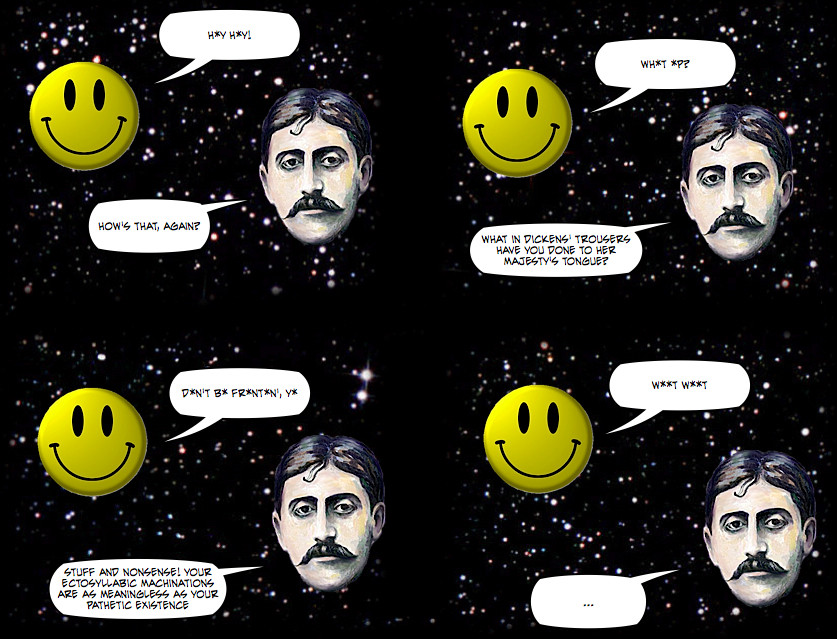 H*Y H*Y!
HOW'S THAT, AGAIN?
WH*T *P?
WHAT IN DICKENS' TROUSERS
HAVE YOU DONE TO HER
MAJESTY'S TONGUE?
D*N'T B* FR*NT*N', Y*
STUFF AND NONSENSE! YOUR
ECTOSYLLABIC MACHINATIONS
ARE AS MEANINGLESS AS YOUR
PATHETIC EXISTENCE
W**T W**T
...